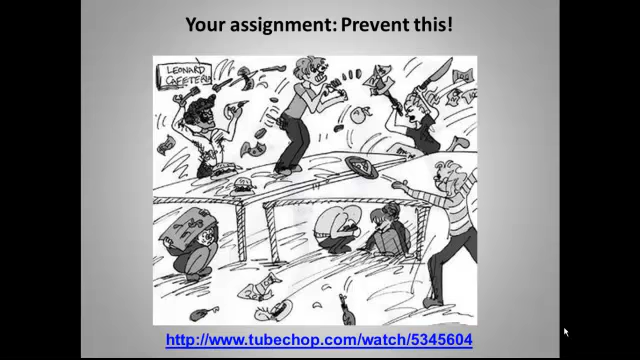 Your assignment: Prevent this!
LEONARD
CAFETERIA
http://www.tubechop.com/watch/5345604